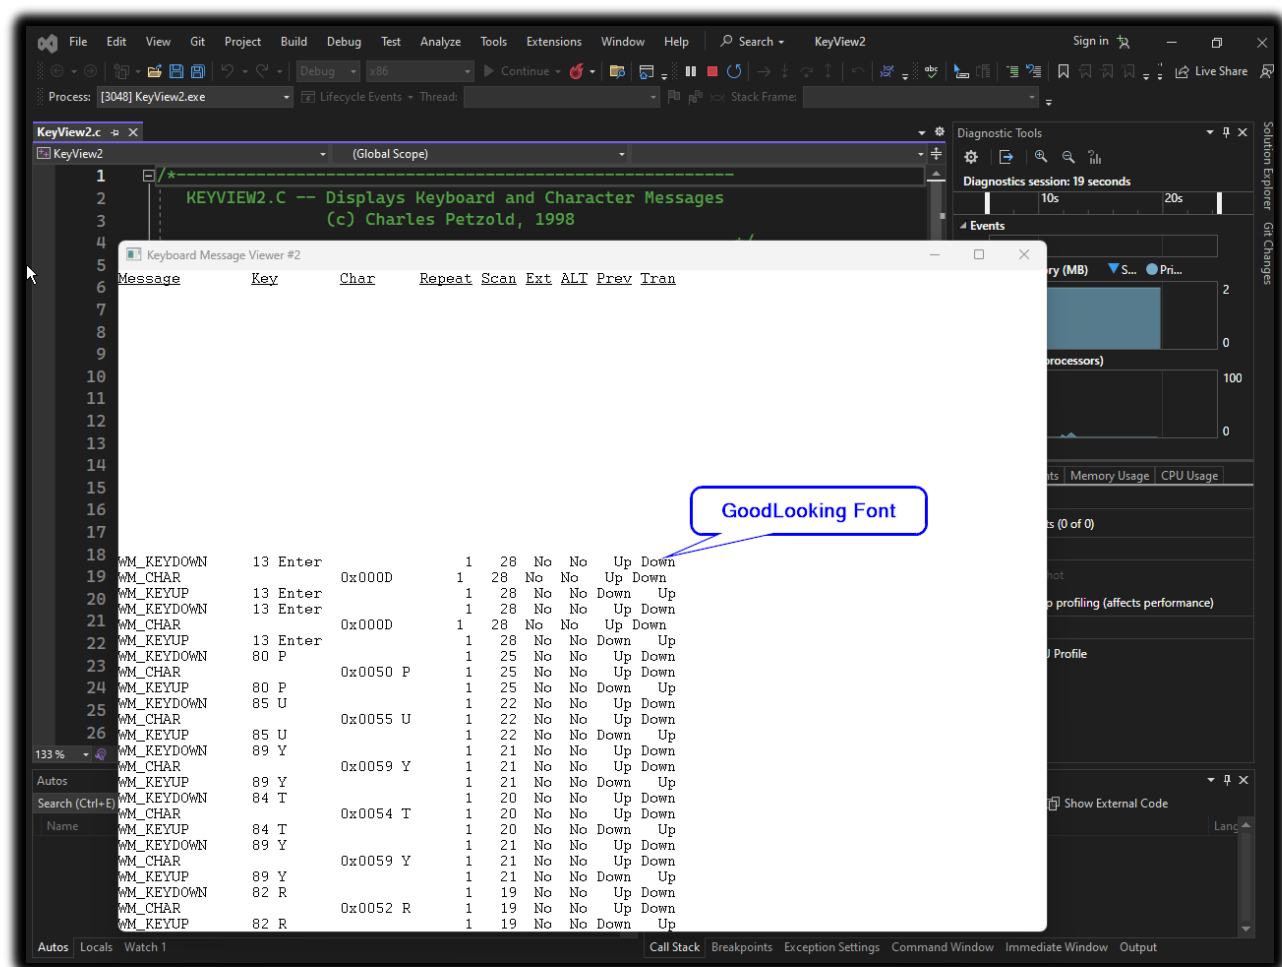 File Edit View Git Project Build Debug Test Analyze Tools Extensions Window Help Search KeyView2 Sign in
Debug x86 Continue Live Share
Process: [3048] KeyView2.exe Lifecycle Events Thread: Stack Frame:
KeyView2.c
KeyView2 (Global Scope)
1 /*--------------------------------------------------------
2 KEYVIEW2.C -- Displays Keyboard and Character Messages
3 (c) Charles Petzold, 1998
4
5
6
7
8
9
10
11
12
13
14
15
16
17
18
19
20
21
22
23
24
25
26
133 %
Diagnostic Tools
Diagnostics session: 19 seconds
10s 20s
Events
ry (MB) S... Pri...
2
0
rocessors)
100
0
ts Memory Usage CPU Usage
ts (0 of 0)
hot
p profiling (affects performance)
J Profile
Solution Explorer
Git Changes
Keyboard Message Viewer #2
Message Key Char Repeat Scan Ext ALT Prev Tran
GoodLooking Font
WM_KEYDOWN 13 Enter 1 28 No No Up Down
WM_CHAR 0x000D 1 28 No No Up Down
WM_KEYUP 13 Enter 1 28 No No Down Up
WM_KEYDOWN 13 Enter 1 28 No No Up Down
WM_CHAR 0x000D 1 28 No No Up Down
WM_KEYUP 13 Enter 1 28 No No Down Up
WM_KEYDOWN 80 P 1 25 No No Up Down
WM_CHAR 0x0050 P 1 25 No No Up Down
WM_KEYUP 80 P 1 25 No No Down Up
WM_KEYDOWN 85 U 1 22 No No Up Down
WM_CHAR 0x0055 U 1 22 No No Up Down
WM_KEYUP 85 U 1 22 No No Down Up
WM_KEYDOWN 89 Y 1 21 No No Up Down
WM_CHAR 0x0059 Y 1 21 No No Up Down
WM_KEYUP 89 Y 1 21 No No Down Up
WM_KEYDOWN 84 T 1 20 No No Up Down
WM_CHAR 0x0054 T 1 20 No No Up Down
WM_KEYUP 84 T 1 20 No No Down Up
WM_KEYDOWN 89 Y 1 21 No No Up Down
WM_CHAR 0x0059 Y 1 21 No No Up Down
WM_KEYUP 89 Y 1 21 No No Down Up
WM_KEYDOWN 82 R 1 19 No No Up Down
WM_CHAR 0x0052 R 1 19 No No Up Down
WM_KEYUP 82 R 1 19 No No Down Up
Autos
Search (Ctrl+E)
Name
Show External Code
Lang
Autos Locals Watch 1
Call Stack Breakpoints Exception Settings Command Window Immediate Window Output